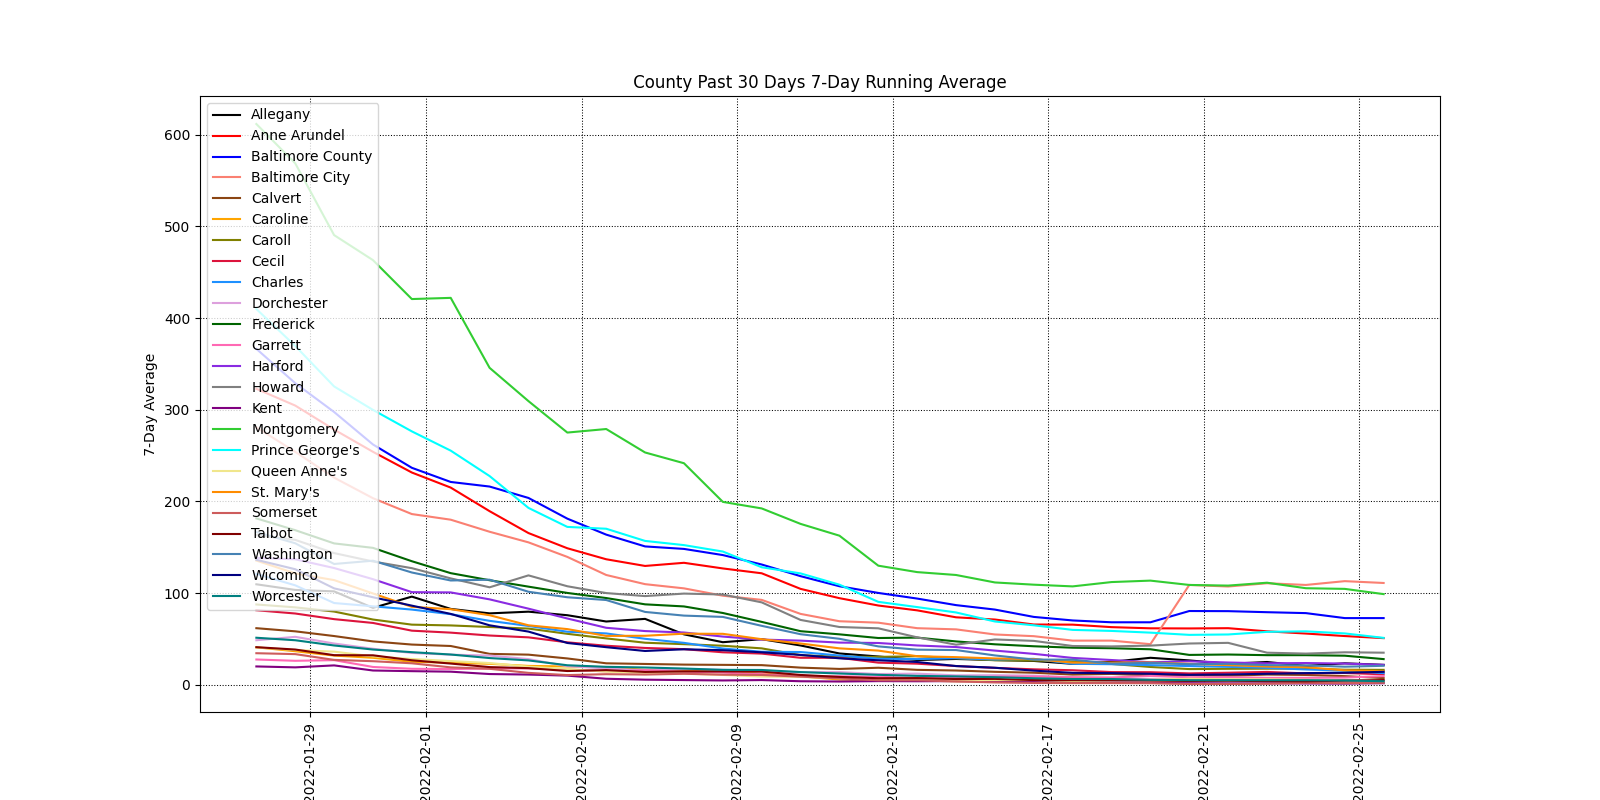 County Past 30 Days 7-Day Running Average
7-Day Average
600
500
400
300
200
100
0
Allegany
Anne Arundel
Baltimore County
Baltimore City
Calvert
Caroline
Caroll
Cecil
Charles
Dorchester
Frederick
Garrett
Harford
Howard
Kent
Montgomery
Prince George's
Queen Anne's
St. Mary's
Somerset
Talbot
Washington
Wicomico
Worcester
2022-01-29
2022-02-01
2022-02-05
2022-02-09
2022-02-13
2022-02-17
2022-02-21
2022-02-25